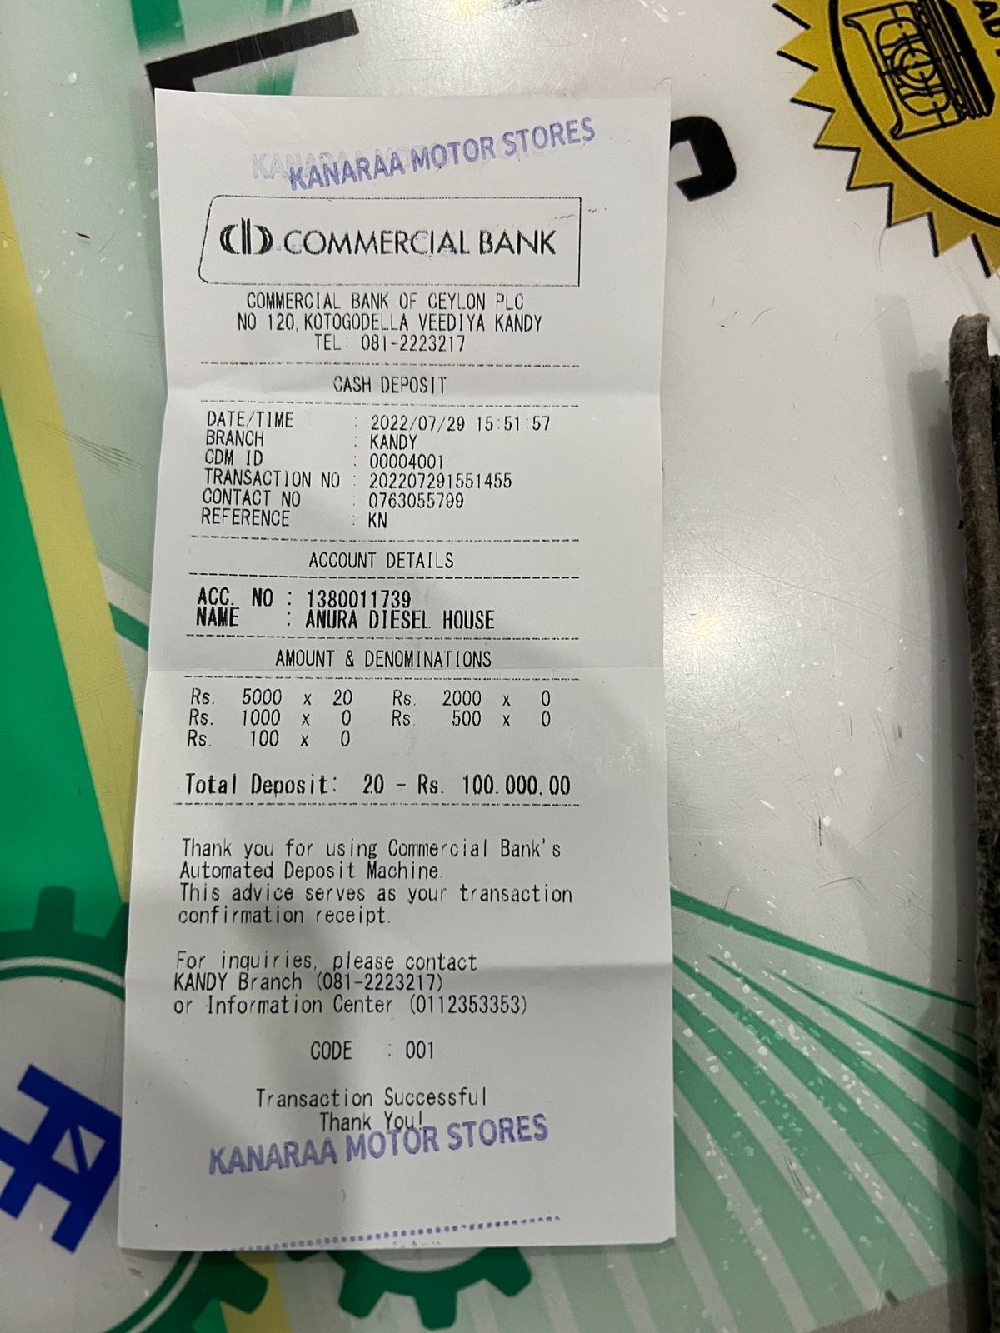 KANARAA MOTOR STORES
COMMERCIAL BANK
COMMERCIAL BANK OF CEYLON PLC
NO 120, KOTOGODELLA VEEDIYA KANDY
TEL 081-2223217
CASH DEPOSIT
DATE/TIME : 2022/07/29 15:51:57
BRANCH : KANDY
CDM ID : 00004001
TRANSACTION NO : 202207291551455
CONTACT NO : 0763055799
REFERENCE : KN
ACCOUNT DETAILS
ACC. NO : 1380011739
NAME : ANURA DIESEL HOUSE
AMOUNT & DENOMINATIONS
Rs. 5000 x 20 Rs. 2000 x 0
Rs. 1000 x 0 Rs. 500 x 0
Rs. 100 x 0
Total Deposit: 20 - Rs. 100,000.00
Thank you for using Commercial Bank's
Automated Deposit Machine.
This advice serves as your transaction
confirmation receipt.
For inquiries, please contact
KANDY Branch (081-2223217)
or Information Center (0112353353)
CODE : 001
Transaction Successful
Thank You!
KANARAA MOTOR STORES